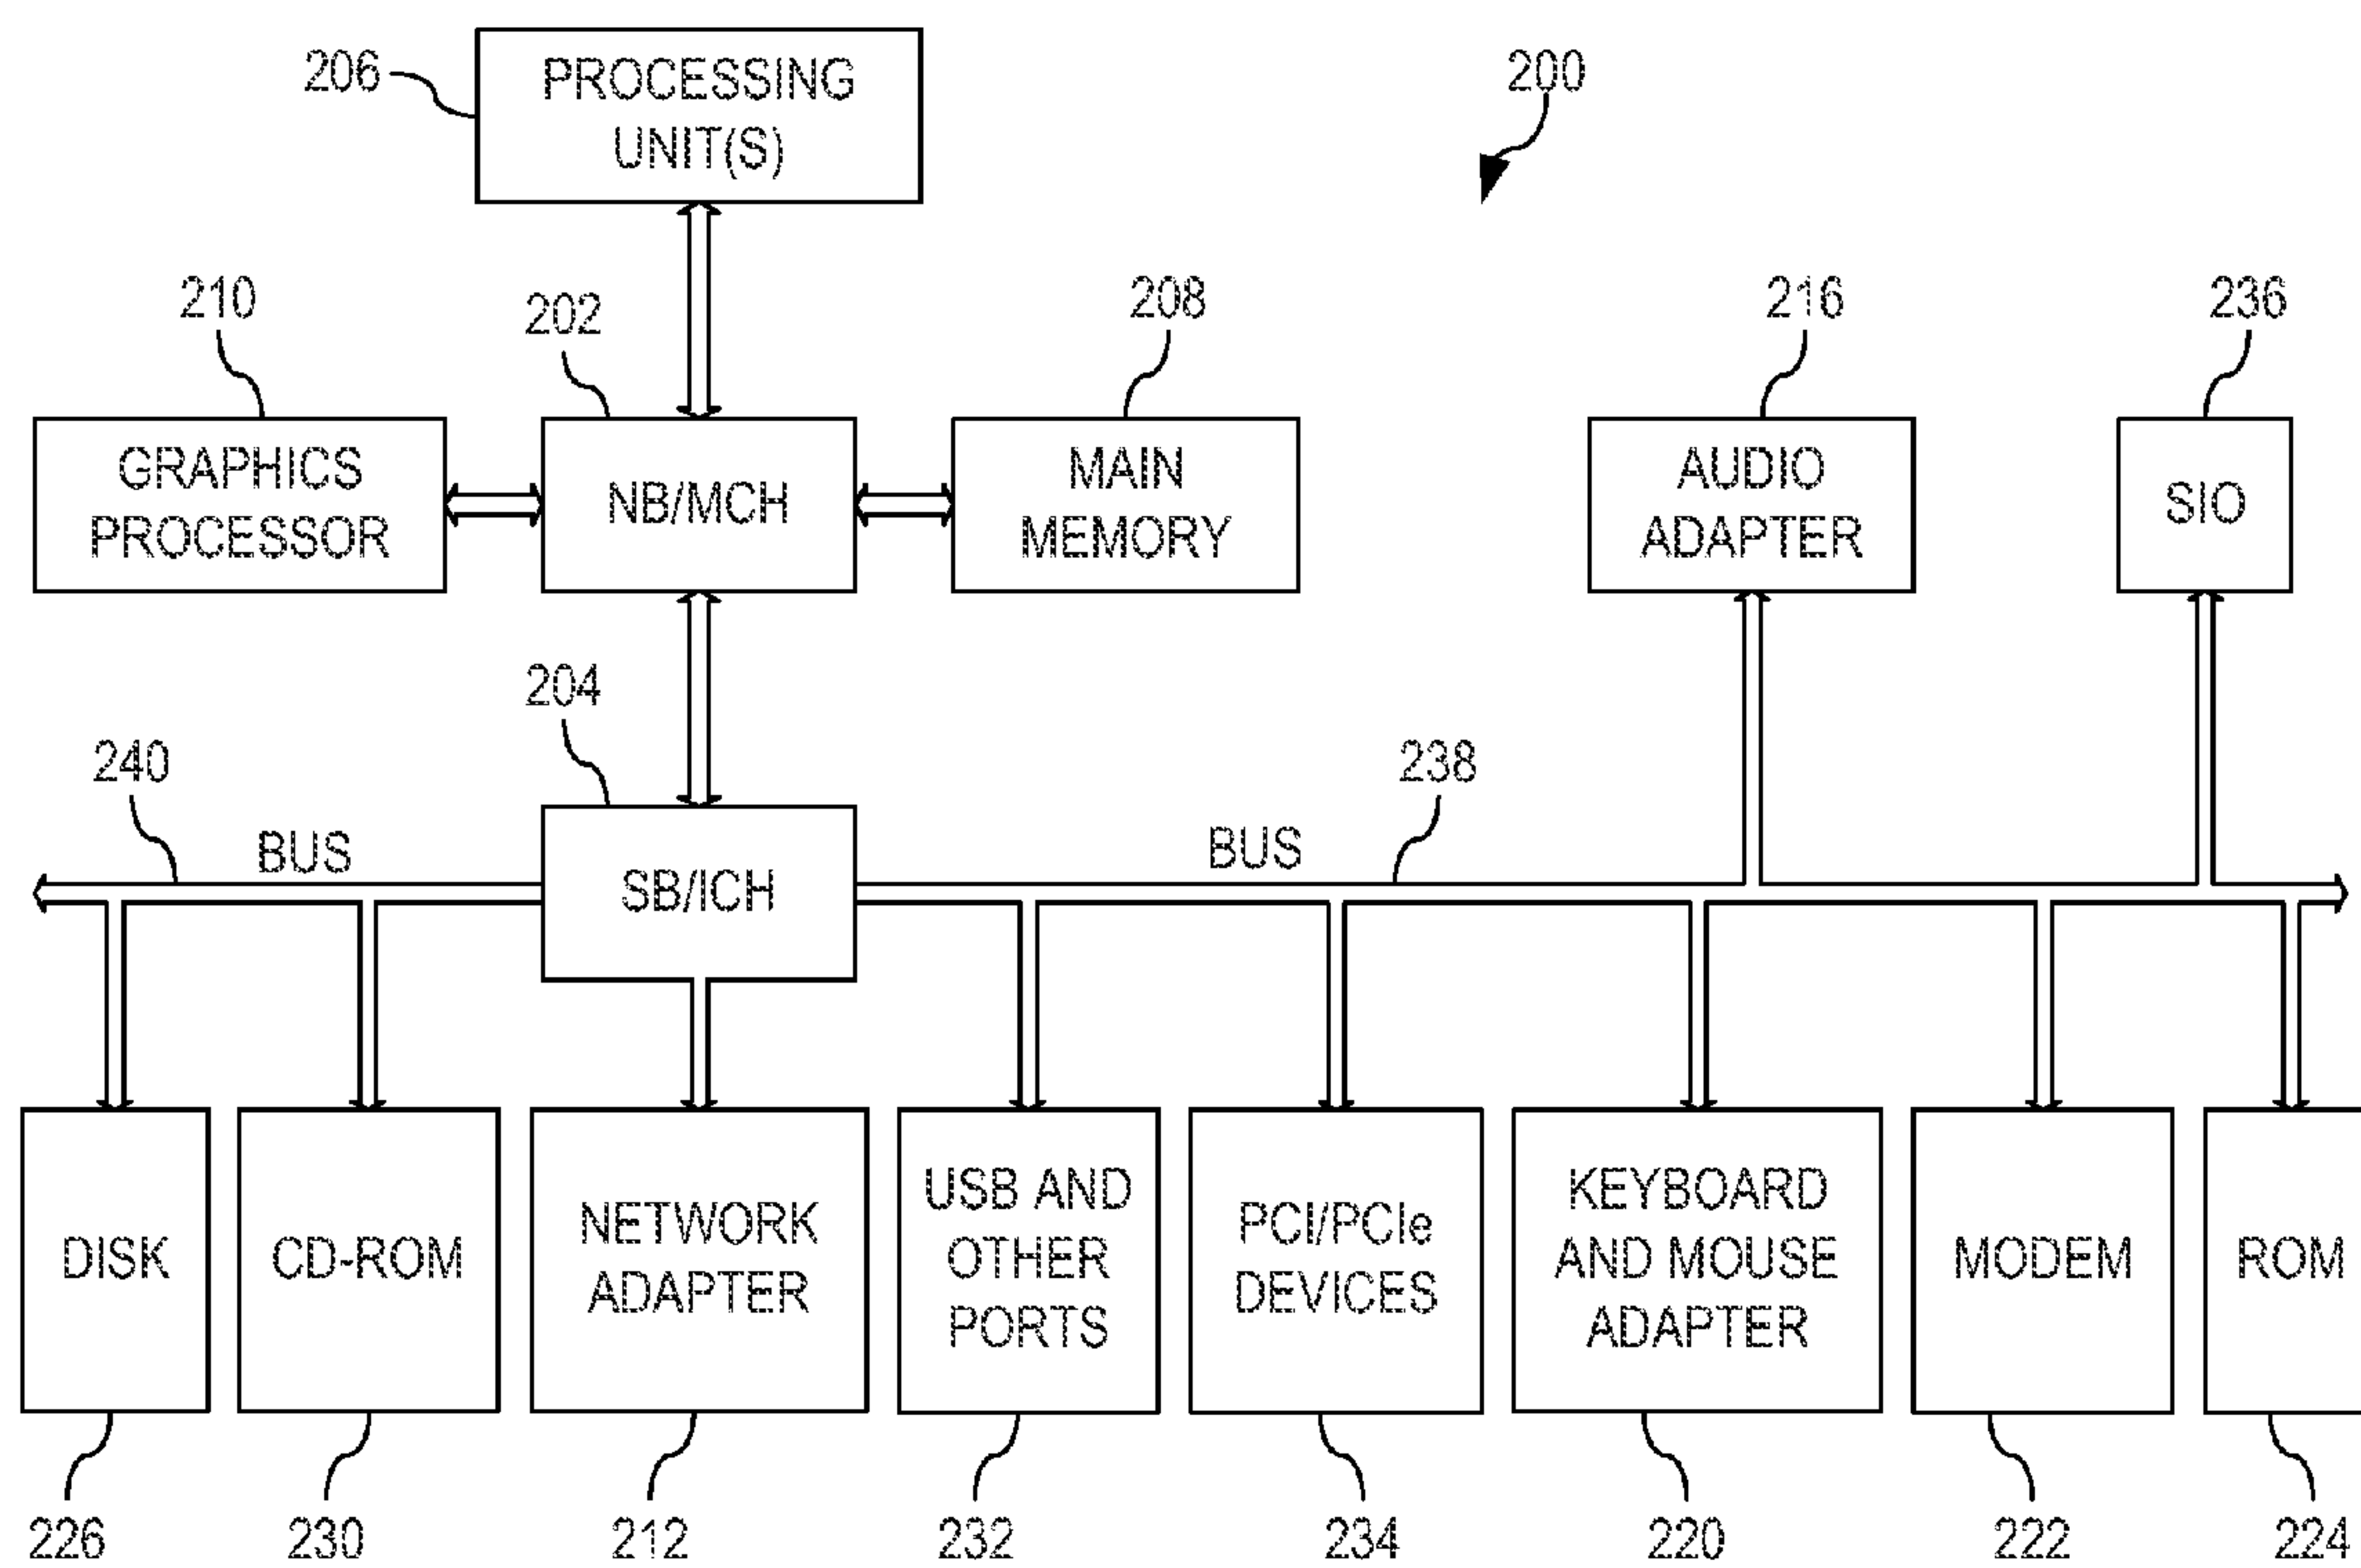 206
PROCESSING
UNIT(S)
200
210
202
208
216
236
GRAPHICS
PROCESSOR
NB/MCH
MAIN
MEMORY
AUDIO
ADAPTER
SIO
204
240
238
BUS
BUS
SB/ICH
DISK
CD-ROM
NETWORK
ADAPTER
USB AND
OTHER
PORTS
PCI/PCIe
DEVICES
KEYBOARD
AND MOUSE
ADAPTER
MODEM
ROM
226
230
212
232
234
220
222
224